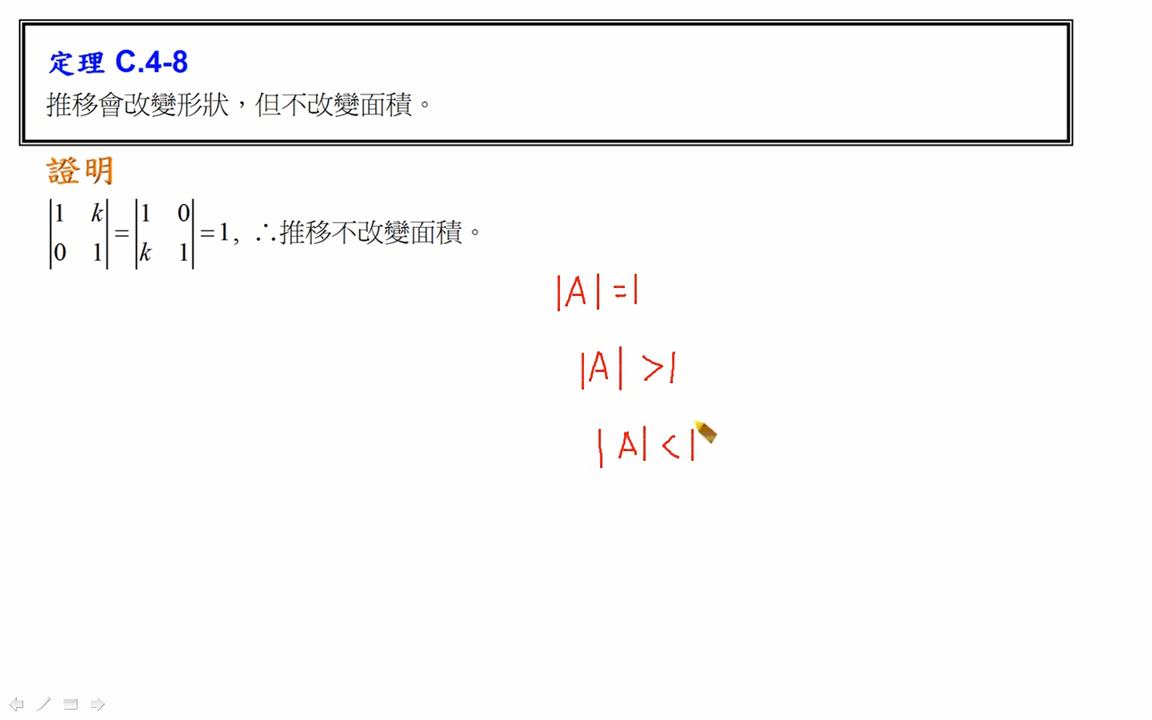 定理 C.4-8
推移會改變形狀，但不改變面積。
證明
|1 k| = |1 0| = 1, ∴推移不改變面積。
|0 1| |k 1|
|A|=1
|A|>1
|A|<1